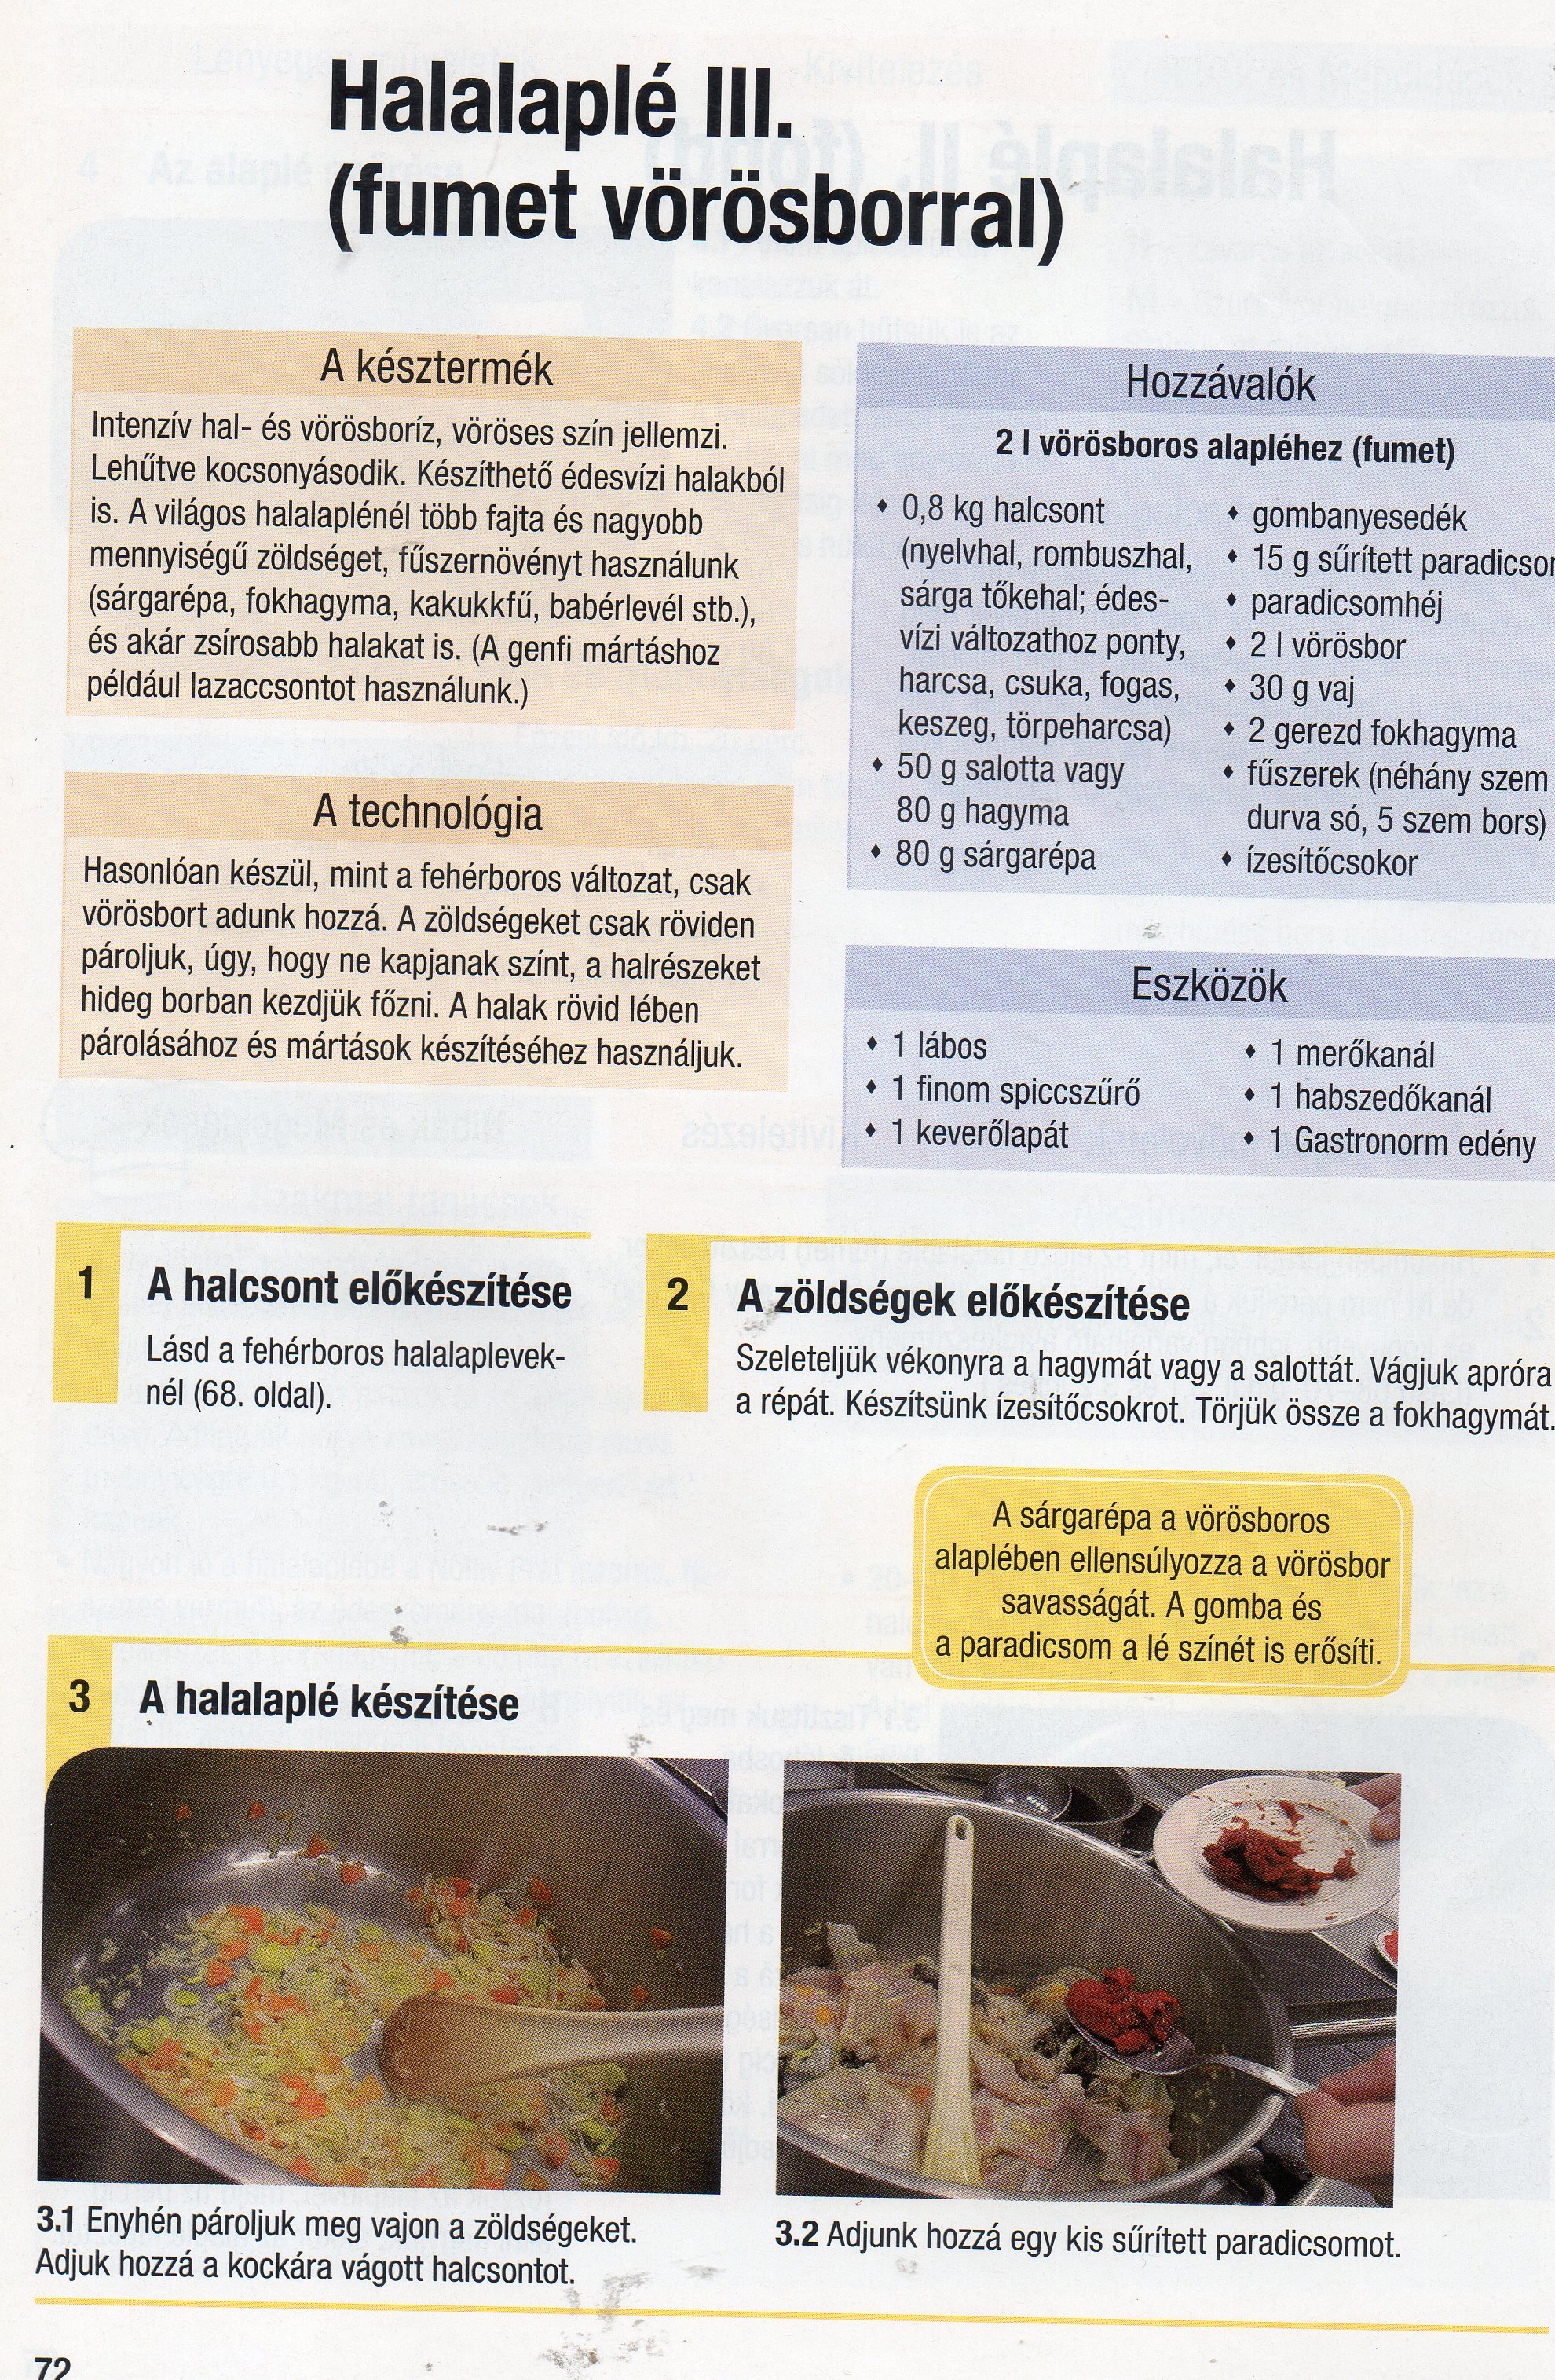 Halalaplé III.
(fumet vörösborral)
A késztermék
Intenzív hal- és vörösboríz, vöröses szín jellemzi.
Lehűtve kocsonyásodik. Készíthető édesvízi halakból
is. A világos halalaplénél több fajta és nagyobb
mennyiségű zöldséget, fűszernövényt használunk
(sárgarépa, fokhagyma, kakukkfű, babérlevél stb.),
és akár zsírosabb halakat is. (A genfi mártáshoz
például lazaccsontot használunk.)
A technológia
Hasonlóan készül, mint a fehérboros változat, csak
vörösbort adunk hozzá. A zöldségeket csak röviden
pároljuk, úgy, hogy ne kapjanak színt, a halrészeket
hideg borban kezdjük főzni. A halak rövid lében
párolásához és mártások készítéséhez használjuk.
Hozzávalók
2 l vörösboros alapléhez (fumet)
♦ 0,8 kg halcsont
(nyelvhal, rombuszhal,
sárga tőkehal; édes-
vízi változathoz ponty,
harcsa, csuka, fogas,
keszeg, törpeharcsa)
♦ 50 g salotta vagy
80 g hagyma
♦ 80 g sárgarépa
♦ gombanyesedék
♦ 15 g sűrített
♦ paradicsomhéj
♦ 2 l vörösbor
♦ 30 g vaj
♦ 2 gerezd fokhagyma
♦ fűszerek (néhány szem
durva só, 5 szem bors)
♦ ízesítőcsokor
Eszközök
♦ 1 lábos
♦ 1 finom spiccszűrő
♦ 1 keverőlapát
♦ 1 merőkanál
♦ 1 habszedőkanál
♦ 1 Gastronorm edény
1 A halcsont előkészítése
Lásd a fehérboros halalaplevek-
nél (68. oldal).
2 A zöldségek előkészítése
Szeleteljük vékonyra a hagymát vagy a salottát. Vágjuk apróra
a répát. Készítsünk ízesítőcsokrot. Törjük össze a fokhagymát.
A sárgarépa a vörösboros
alaplében ellensúlyozza a vörösbor
savasságát. A gomba és
a paradicsom a lé színét is erősíti.
3 A halalaplé készítése
3.1 Enyhén pároljuk meg vajon a zöldségeket.
Adjuk hozzá a kockára vágott halcsontot.
3.2 Adjunk hozzá egy kis sűrített paradicsomot.
72